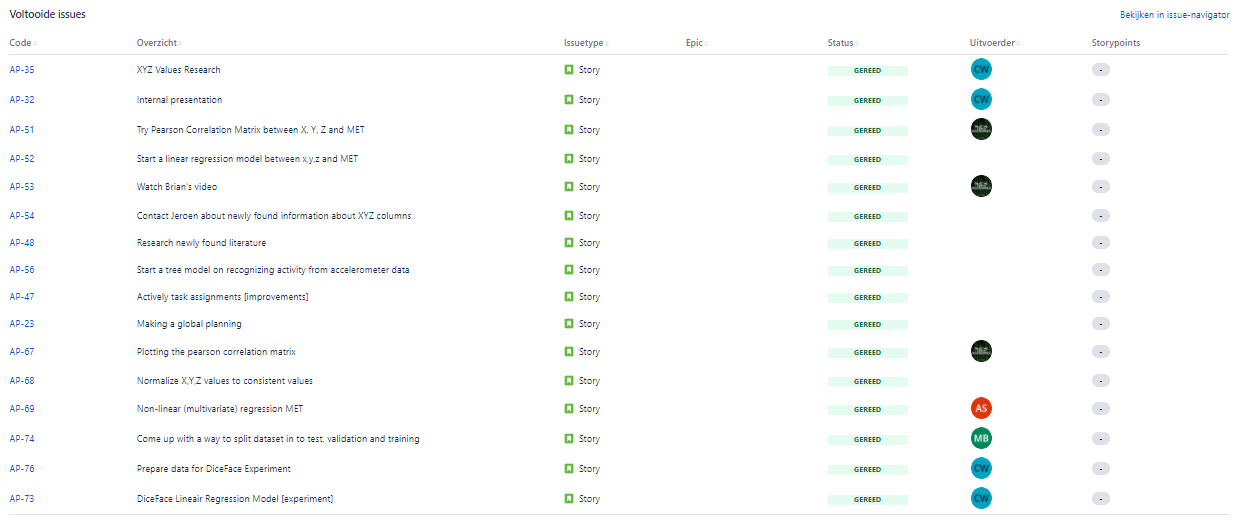 Voltooide issues Bekijken in issue-navigator
Code Overzicht Issuetype Epic Status Uitvoerder Storypoints
AP-35 XYZ Values Research Story GEREED CW -
AP-32 Internal presentation Story GEREED CW -
AP-51 Try Pearson Correlation Matrix between X, Y, Z and MET Story GEREED -
AP-52 Start a linear regression model between x,y,z and MET Story GEREED -
AP-53 Watch Brian's video Story GEREED -
AP-54 Contact Jeroen about newly found information about XYZ columns Story GEREED -
AP-48 Research newly found literature Story GEREED -
AP-56 Start a tree model on recognizing activity from accelerometer data Story GEREED -
AP-47 Actively task assignments [improvements] Story GEREED -
AP-23 Making a global planning Story GEREED -
AP-67 Plotting the pearson correlation matrix Story GEREED -
AP-68 Normalize X,Y,Z values to consistent values Story GEREED -
AP-69 Non-linear (multivariate) regression MET Story GEREED AS -
AP-74 Come up with a way to split dataset in to test, validation and training Story GEREED MB -
AP-76 Prepare data for DiceFace Experiment Story GEREED CW -
AP-73 DiceFace Lineair Regression Model [experiment] Story GEREED CW -